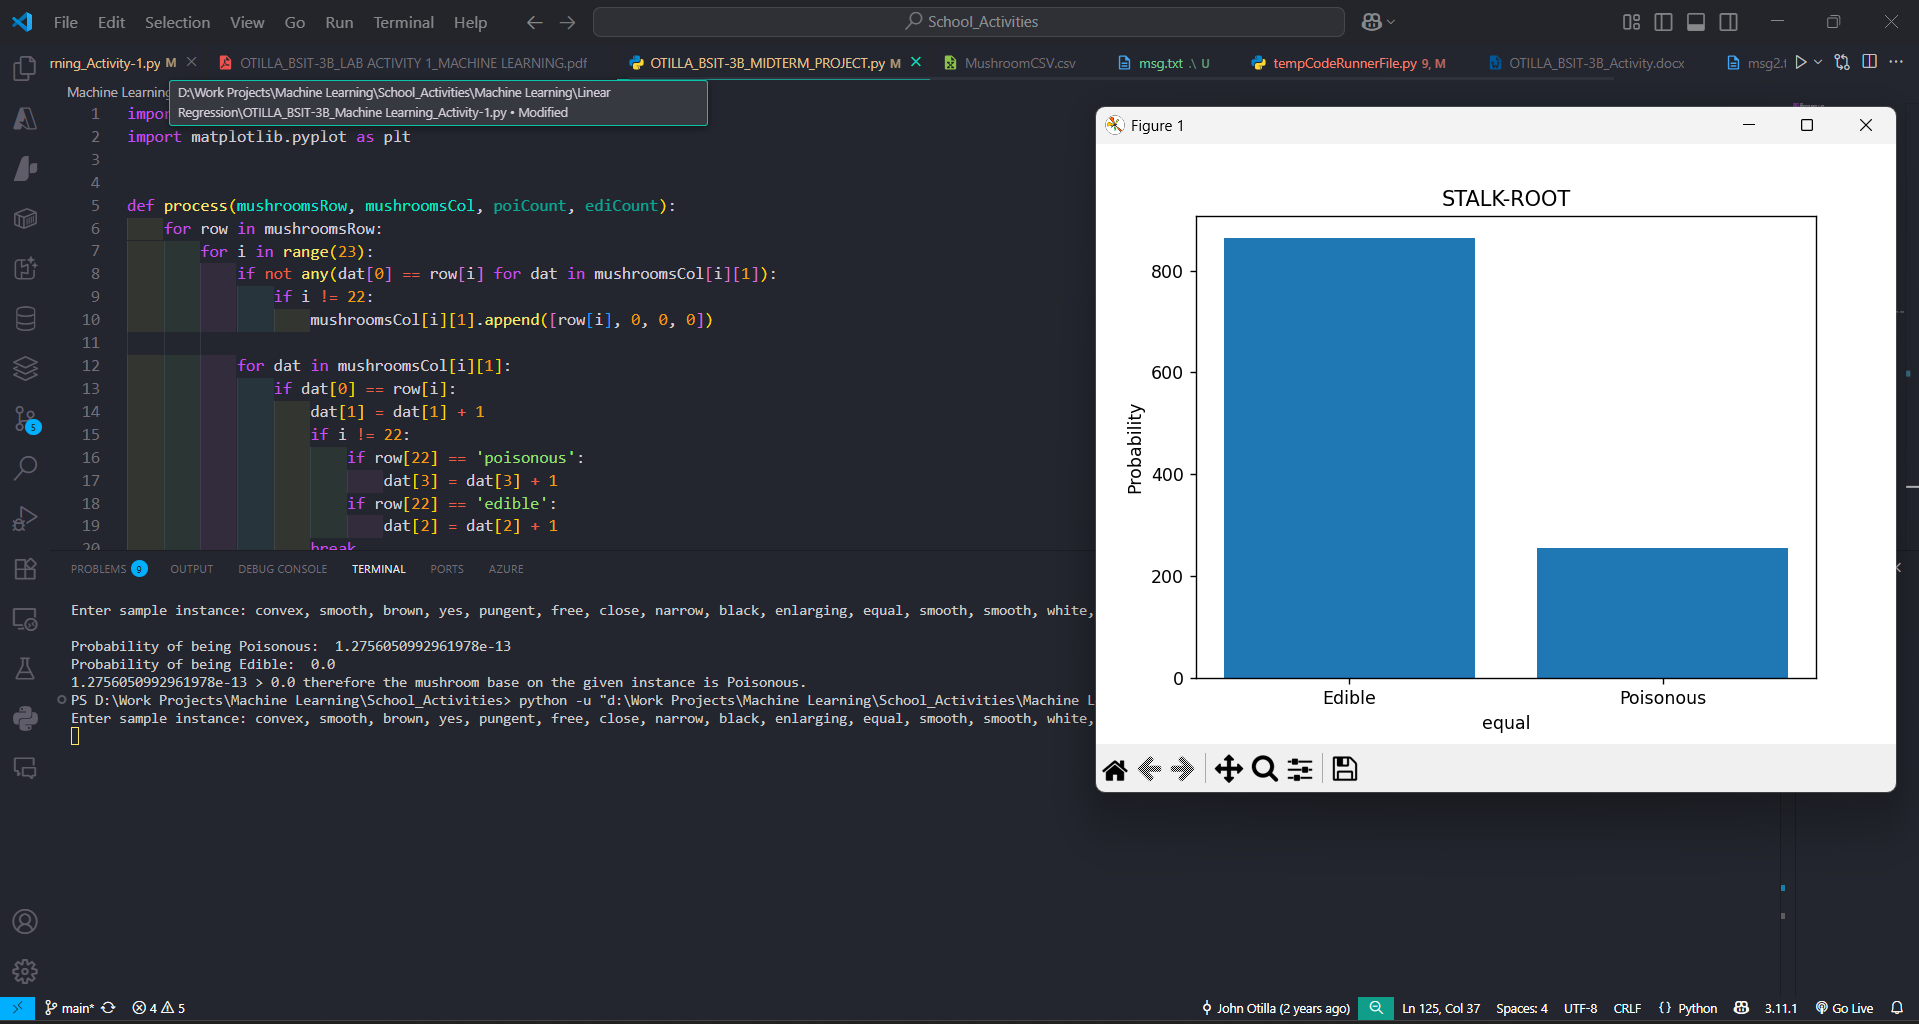 File Edit Selection View Go Run Terminal Help
School_Activities
rning_Activity-1.py M
OTILLA_BSIT-3B_LAB ACTIVITY 1_MACHINE LEARNING.pdf
OTILLA_BSIT-3B_MIDTERM_PROJECT.py M
MushroomCSV.csv
msg.txt .\ U
tempCodeRunnerFile.py 9, M
OTILLA_BSIT-3B_Activity.docx
msg2.t
Machine Learning
D:\Work Projects\Machine Learning\School_Activities\Machine Learning\Linear
Regression\OTILLA_BSIT-3B_Machine Learning_Activity-1.py • Modified
1 impor
2 import matplotlib.pyplot as plt
3
4
5 def process(mushroomsRow, mushroomsCol, poiCount, ediCount):
6 for row in mushroomsRow:
7 for i in range(23):
8 if not any(dat[0] == row[i] for dat in mushroomsCol[i][1]):
9 if i != 22:
10 mushroomsCol[i][1].append([row[i], 0, 0, 0])
11
12 for dat in mushroomsCol[i][1]:
13 if dat[0] == row[i]:
14 dat[1] = dat[1] + 1
15 if i != 22:
16 if row[22] == 'poisonous':
17 dat[3] = dat[3] + 1
18 if row[22] == 'edible':
19 dat[2] = dat[2] + 1
20 break
PROBLEMS 9 OUTPUT DEBUG CONSOLE TERMINAL PORTS AZURE
Enter sample instance: convex, smooth, brown, yes, pungent, free, close, narrow, black, enlarging, equal, smooth, smooth, white,
Probability of being Poisonous:  1.2756050992961978e-13
Probability of being Edible:  0.0
1.2756050992961978e-13 > 0.0 therefore the mushroom base on the given instance is Poisonous.
PS D:\Work Projects\Machine Learning\School_Activities> python -u "d:\Work Projects\Machine Learning\School_Activities\Machine L
Enter sample instance: convex, smooth, brown, yes, pungent, free, close, narrow, black, enlarging, equal, smooth, smooth, white,
Figure 1
STALK-ROOT
Probability
800
600
400
200
0
Edible Poisonous
equal
5
main* 4 5
John Otilla (2 years ago) Ln 125, Col 37 Spaces: 4 UTF-8 CRLF {} Python 3.11.1 Go Live